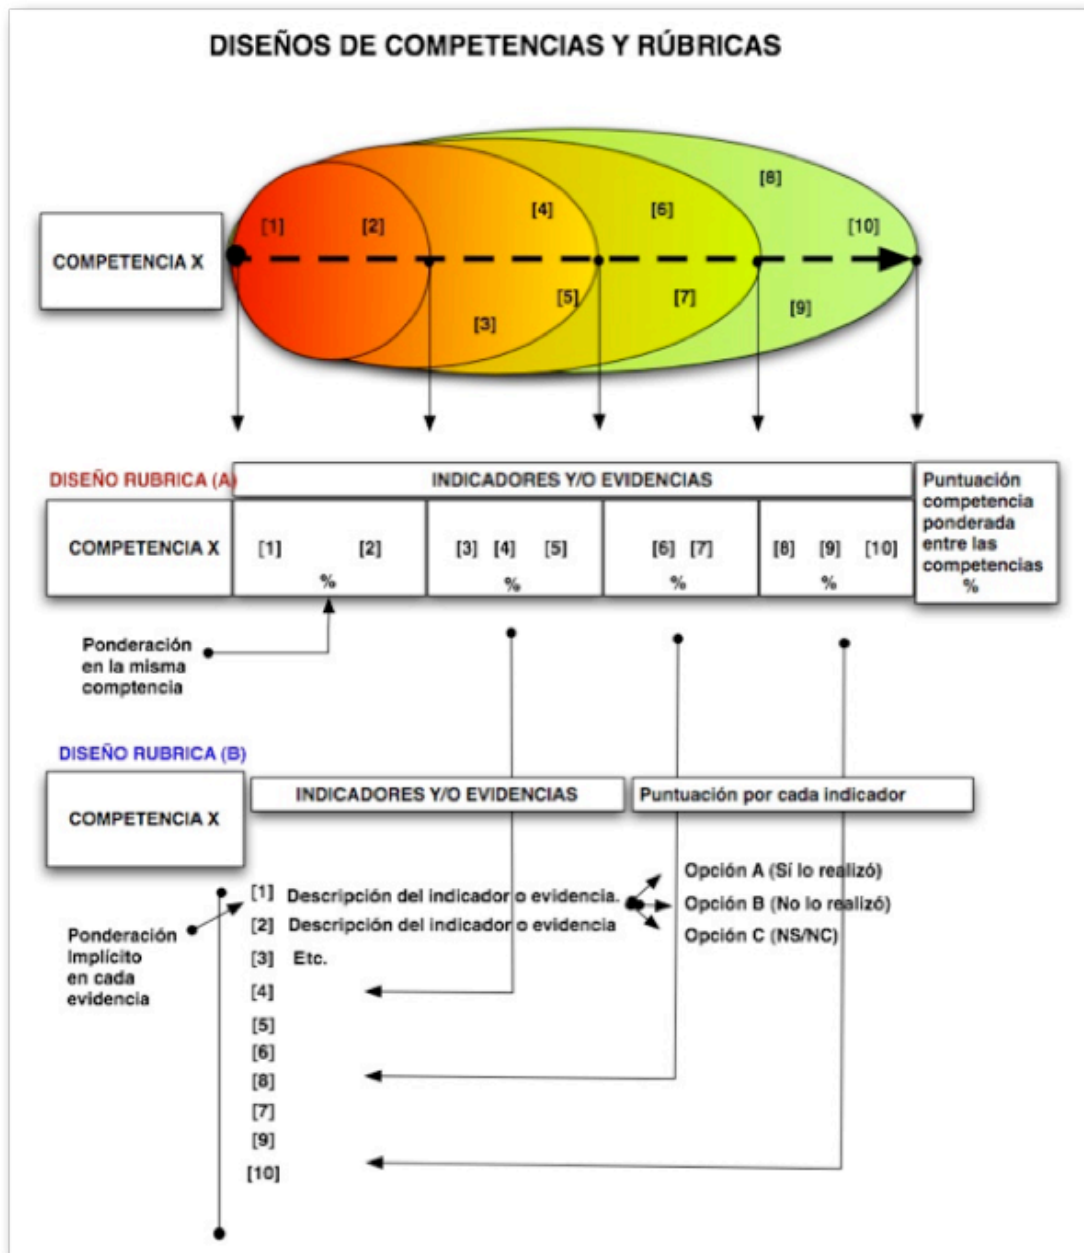 DISEÑOS DE COMPETENCIAS Y RÚBRICAS
[8]
[4]
[6]
[1]
[2]
[10]
COMPETENCIA X
[5]
[7]
[9]
[3]
DISEÑO RUBRICA (A)
INDICADORES Y/O EVIDENCIAS
Puntuación
competencia
ponderada
entre las
competencias
%
COMPETENCIA X
[1] [2]
%
[3] [4] [5]
%
[6] [7]
%
[8] [9] [10]
%
Ponderación
en la misma
comptencia
DISEÑO RUBRICA (B)
COMPETENCIA X
INDICADORES Y/O EVIDENCIAS
Puntuación por cada indicador
Ponderación
Implícito
en cada
evidencia
[1] Descripción del indicador o evidencia.
[2] Descripción del indicador o evidencia
[3] Etc.
[4]
[5]
[6]
[8]
[7]
[9]
[10]
Opción A (Sí lo realizó)
Opción B (No lo realizó)
Opción C (NS/NC)